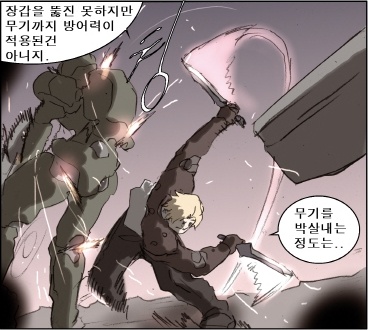 장갑을 뚫진 못하지만
무기까지 방어력이
적용된건
아니지.
무기를
박살내는
정도는..